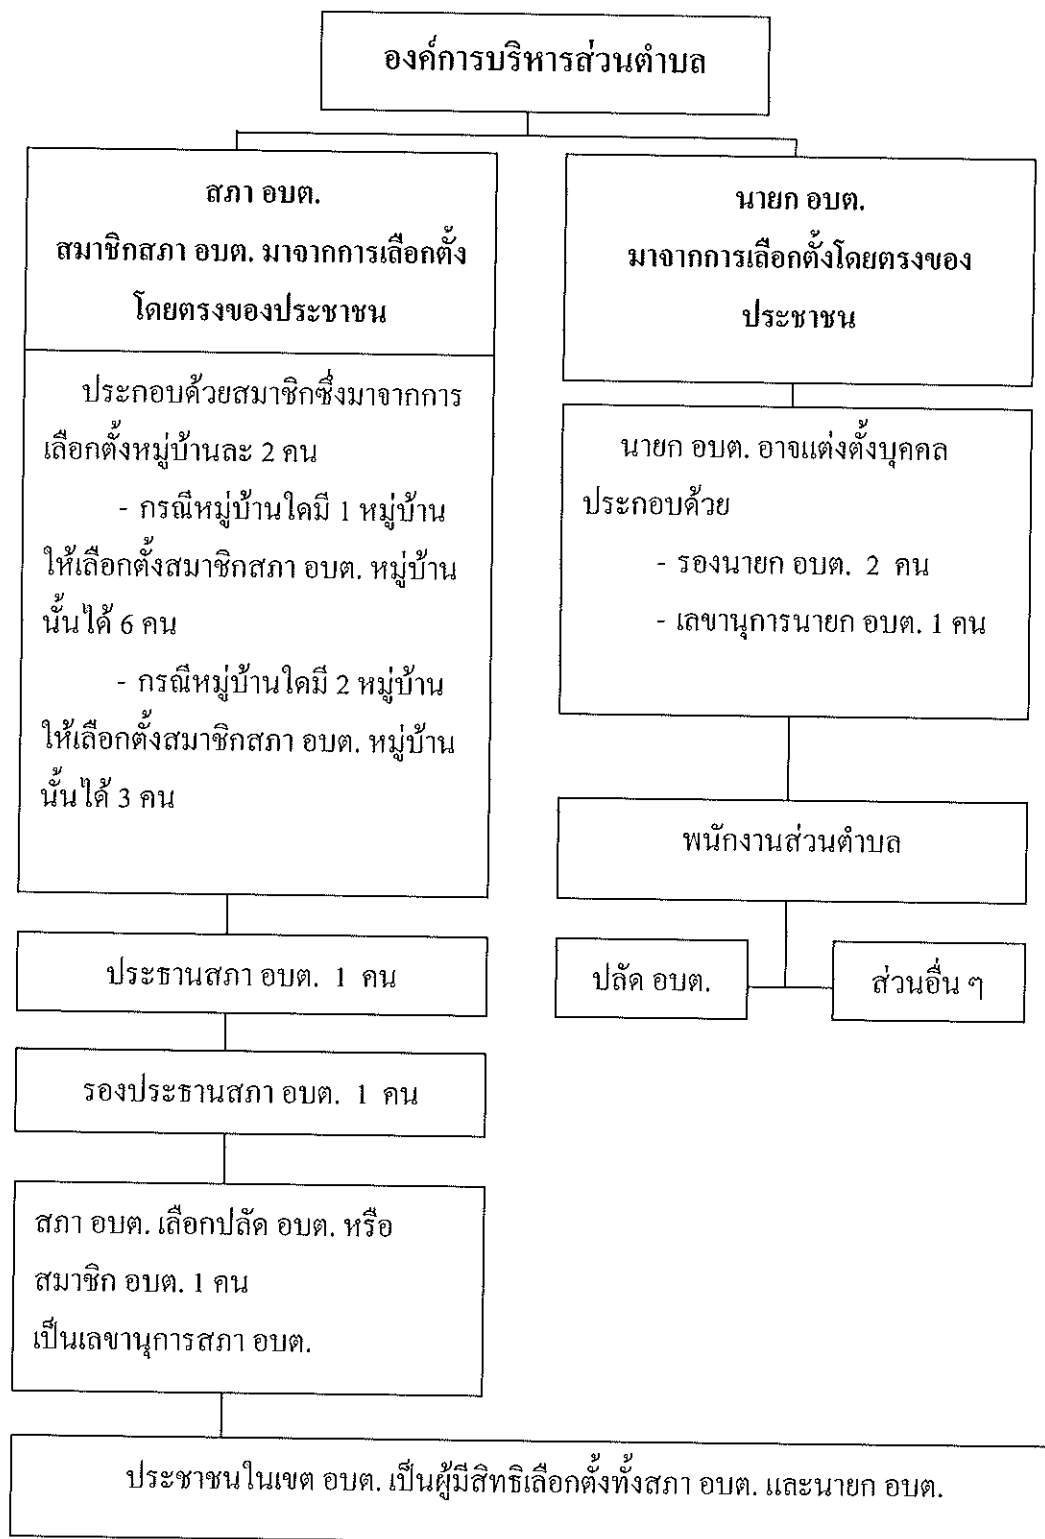 องค์การบริหารส่วนตำบล
สภา อบต.
สมาชิกสภา อบต. มาจากการเลือกตั้ง
โดยตรงของประชาชน
ประกอบด้วยสมาชิกซึ่งมาจากการ
เลือกตั้งหมู่บ้านละ 2 คน
- กรณีหมู่บ้านใดมี 1 หมู่บ้าน
ให้เลือกตั้งสมาชิกสภา อบต. หมู่บ้าน
นั้นได้ 6 คน
- กรณีหมู่บ้านใดมี 2 หมู่บ้าน
ให้เลือกตั้งสมาชิกสภา อบต. หมู่บ้าน
นั้นได้ 3 คน
ประธานสภา อบต. 1 คน
รองประธานสภา อบต. 1 คน
สภา อบต. เลือกปลัด อบต. หรือ
สมาชิก อบต. 1 คน
เป็นเลขานุการสภา อบต.
นายก อบต.
มาจากการเลือกตั้งโดยตรงของ
ประชาชน
นายก อบต. อาจแต่งตั้งบุคคล
ประกอบด้วย
- รองนายก อบต. 2 คน
- เลขานุการนายก อบต. 1 คน
พนักงานส่วนตำบล
ปลัด อบต.
ส่วนอื่น ๆ
ประชาชนในเขต อบต. เป็นผู้มีสิทธิเลือกตั้งทั้งสภา อบต. และนายก อบต.